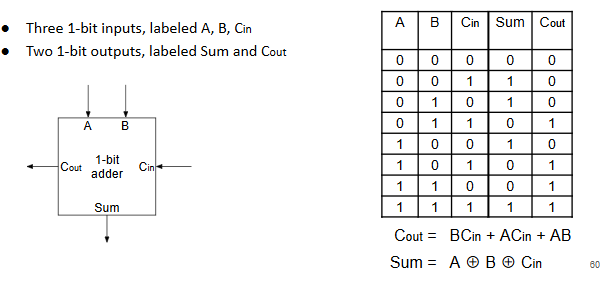 ● Three 1-bit inputs, labeled A, B, Cin
● Two 1-bit outputs, labeled Sum and Cout
A B
Cout 1-bit adder Cin
Sum
A B Cin Sum Cout
0 0 0 0 0
0 0 1 1 0
0 1 0 1 0
0 1 1 0 1
1 0 0 1 0
1 0 1 0 1
1 1 0 0 1
1 1 1 1 1
Cout = BCin + ACin + AB
Sum = A ⊕ B ⊕ Cin
60